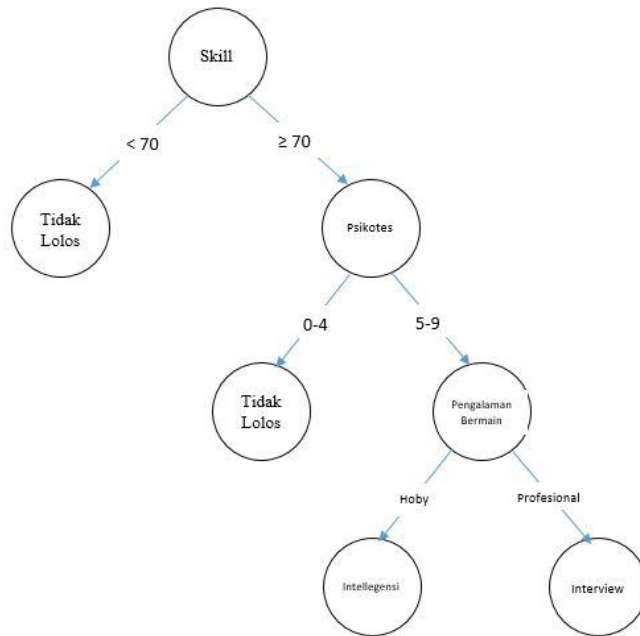 Skill
< 70
≥ 70
Tidak
Lolos
Psikotes
0-4
5-9
Tidak
Lolos
Pengalaman
Bermain
Hoby
Profesional
Intellegensi
Interview